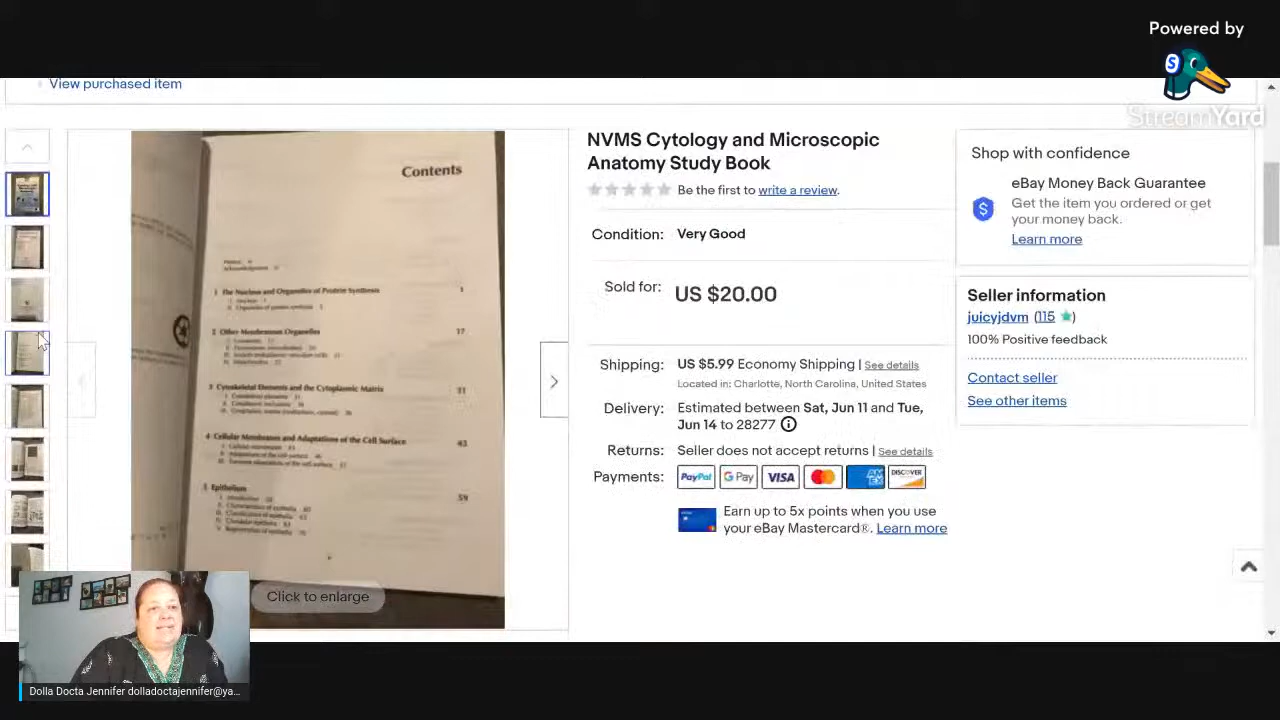 Powered by
S
StreamYard
View purchased item
Contents
1 The Nucleus and Organelles of Protein Synthesis 1
2 Other Membranous Organelles 17
3 Cytoskeletal Elements and the Cytoplasmic Matrix 31
4 Cellular Membranes and Adaptations of the Cell Surface 43
5 Epithelium 59
Click to enlarge
NVMS Cytology and Microscopic
Anatomy Study Book
Be the first to write a review.
Condition: Very Good
Sold for: US $20.00
Shipping: US $5.99 Economy Shipping | See details
Located in: Charlotte, North Carolina, United States
Delivery: Estimated between Sat, Jun 11 and Tue,
Jun 14 to 28277
Returns: Seller does not accept returns | See details
Payments: PayPal G Pay VISA AM EX DISCOVER
Earn up to 5x points when you use
your eBay Mastercard®. Learn more
Shop with confidence
eBay Money Back Guarantee
Get the item you ordered or get
your money back.
Learn more
Seller information
juicyjdvm (115)
100% Positive feedback
Contact seller
See other items
Dolla Docta Jennifer dolladoctajennifer@ya...